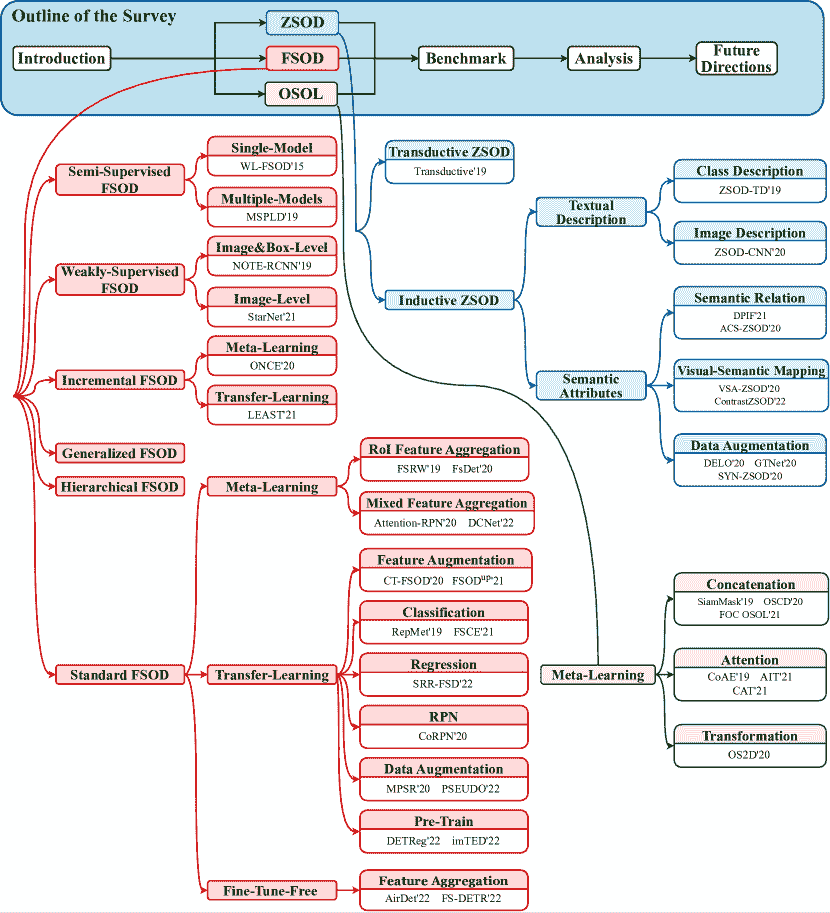 Outline of the Survey
Introduction
ZSOD
FSOD
OSOL
Benchmark
Analysis
Future
Directions
Semi-Supervised
FSOD
Single-Model
WL-FSOD'15
Multiple-Models
MSPLD'19
Weakly-Supervised
FSOD
Image&Box-Level
NOTE-RCNN'19
Image-Level
StarNet'21
Incremental FSOD
Meta-Learning
ONCE'20
Transfer-Learning
LEAST'21
Generalized FSOD
Hierarchical FSOD
Standard FSOD
Meta-Learning
RoI Feature Aggregation
FSRW'19 FsDet'20
Mixed Feature Aggregation
Attention-RPN'20 DCNet'22
Transfer-Learning
Feature Augmentation
CT-FSOD'20 FSODup'21
Classification
RepMet'19 FSCE'21
Regression
SRR-FSD'22
RPN
CoRPN'20
Data Augmentation
MPSR'20 PSEUDO'22
Pre-Train
DETReg'22 imTED'22
Fine-Tune-Free
Feature Aggregation
AirDet'22 FS-DETR'22
Transductive ZSOD
Transductive'19
Inductive ZSOD
Textual
Description
Class Description
ZSOD-TD'19
Image Description
ZSOD-CNN'20
Semantic
Attributes
Semantic Relation
DPIF'21
ACS-ZSOD'20
Visual-Semantic Mapping
VSA-ZSOD'20
ContrastZSOD'22
Data Augmentation
DELO'20 GTNet'20
SYN-ZSOD'20
Meta-Learning
Concatenation
SiamMask'19 OSCD'20
FOC OSOL'21
Attention
CoAE'19 AIT'21
CAT'21
Transformation
OS2D'20